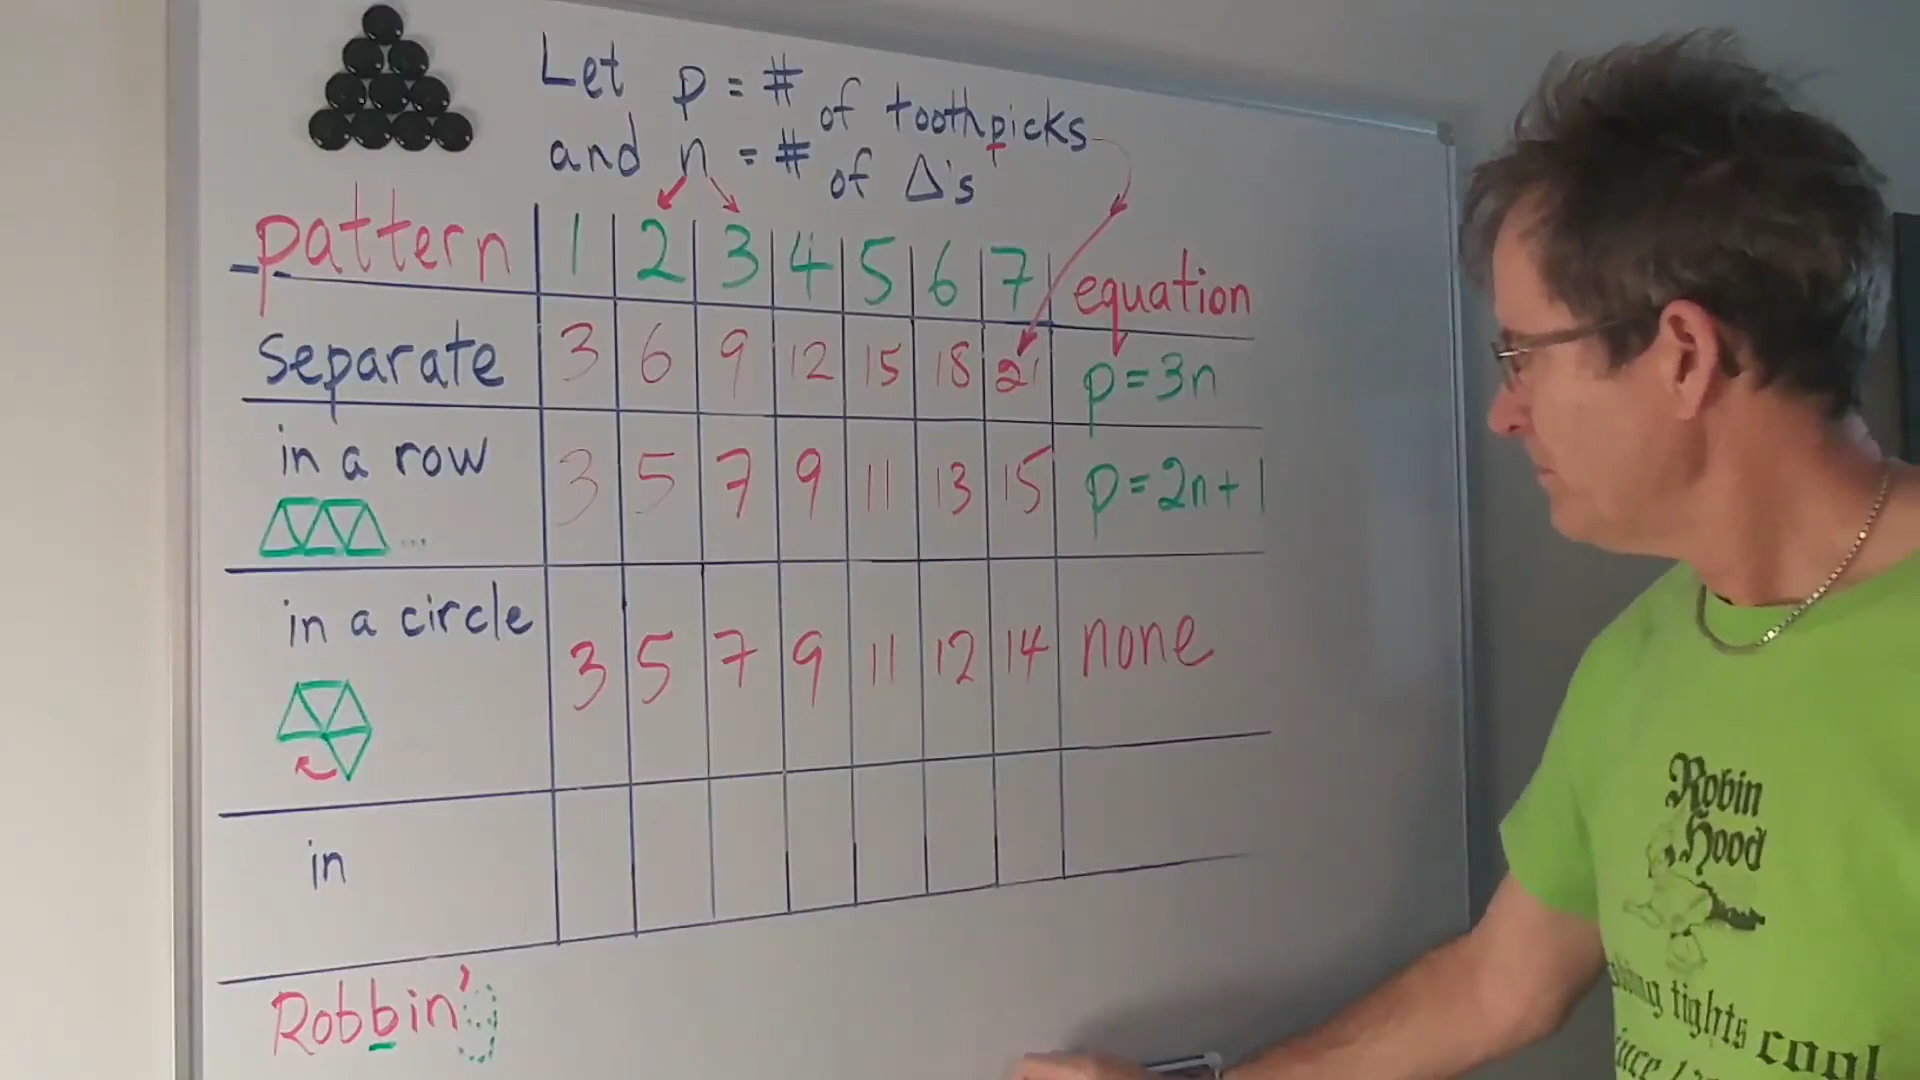 Let p = # of toothpicks
and n = # of Δ's
pattern 1 2 3 4 5 6 7 equation
separate 3 6 9 12 15 18 21 p=3n
in a row 3 5 7 9 11 13 15 p=2n+1
...
in a circle 3 5 7 9 11 12 14 none
in
Robbin'g
Robin
Hood
tights cool